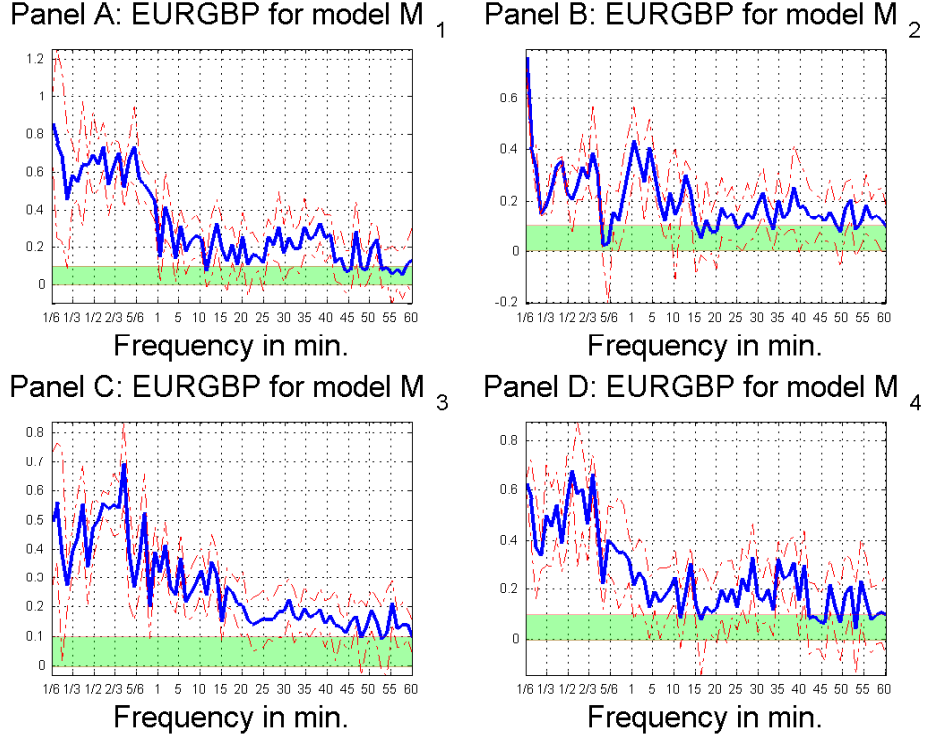 Panel A: EURGBP for model M 1
1.2
1
0.8
0.6
0.4
0.2
0
1/6 1/3 1/2 2/3 5/6 1 5 10 15 20 25 30 35 40 45 50 55 60
Frequency in min.
Panel B: EURGBP for model M 2
0.6
0.4
0.2
0
-0.2
1/6 1/3 1/2 2/3 5/6 1 5 10 15 20 25 30 35 40 45 50 55 60
Frequency in min.
Panel C: EURGBP for model M 3
0.8
0.7
0.6
0.5
0.4
0.3
0.2
0.1
0
1/6 1/3 1/2 2/3 5/6 1 5 10 15 20 25 30 35 40 45 50 55 60
Frequency in min.
Panel D: EURGBP for model M 4
0.8
0.6
0.4
0.2
0
1/6 1/3 1/2 2/3 5/6 1 5 10 15 20 25 30 35 40 45 50 55 60
Frequency in min.